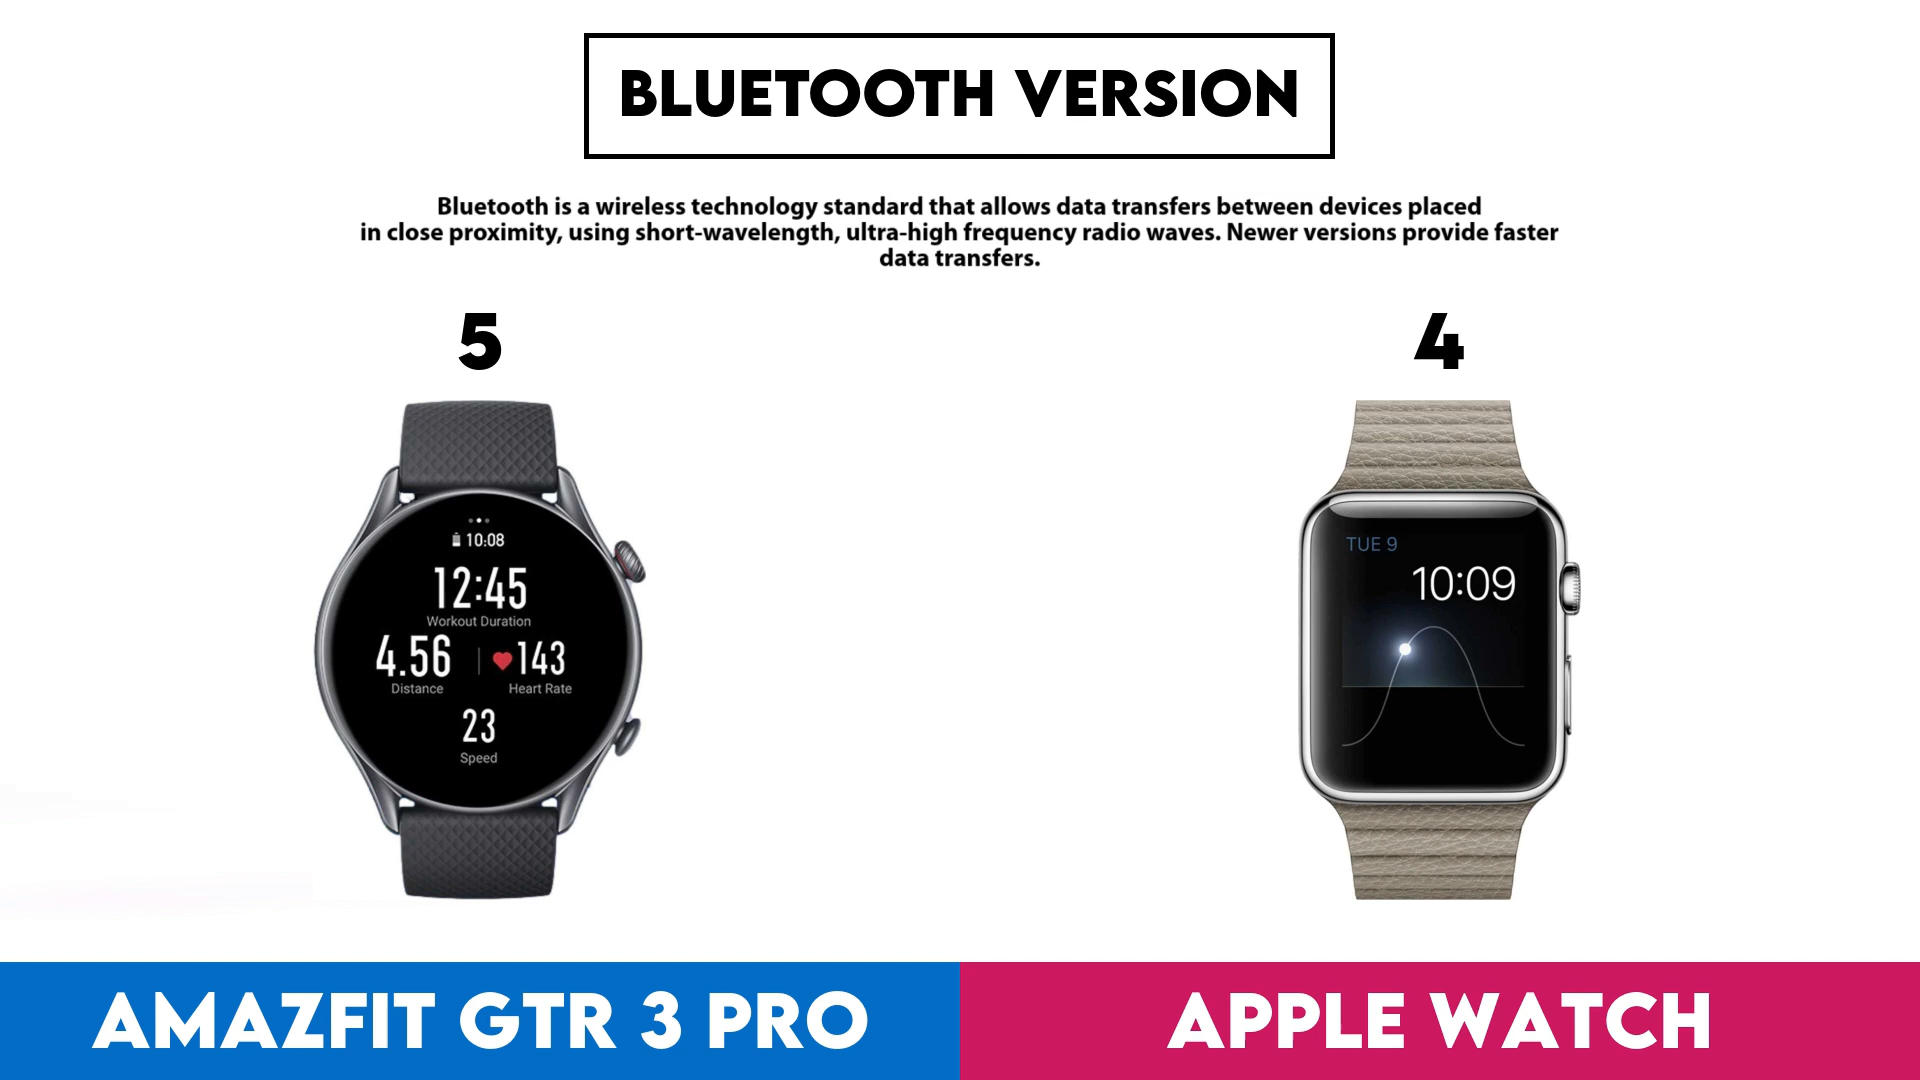 BLUETOOTH VERSION
Bluetooth is a wireless technology standard that allows data transfers between devices placed
in close proximity, using short-wavelength, ultra-high frequency radio waves. Newer versions provide faster
data transfers.
5
4
10:08
12:45
Workout Duration
4.56
143
Distance
Heart Rate
23
Speed
TUE 9
10:09
AMAZFIT GTR 3 PRO
APPLE WATCH